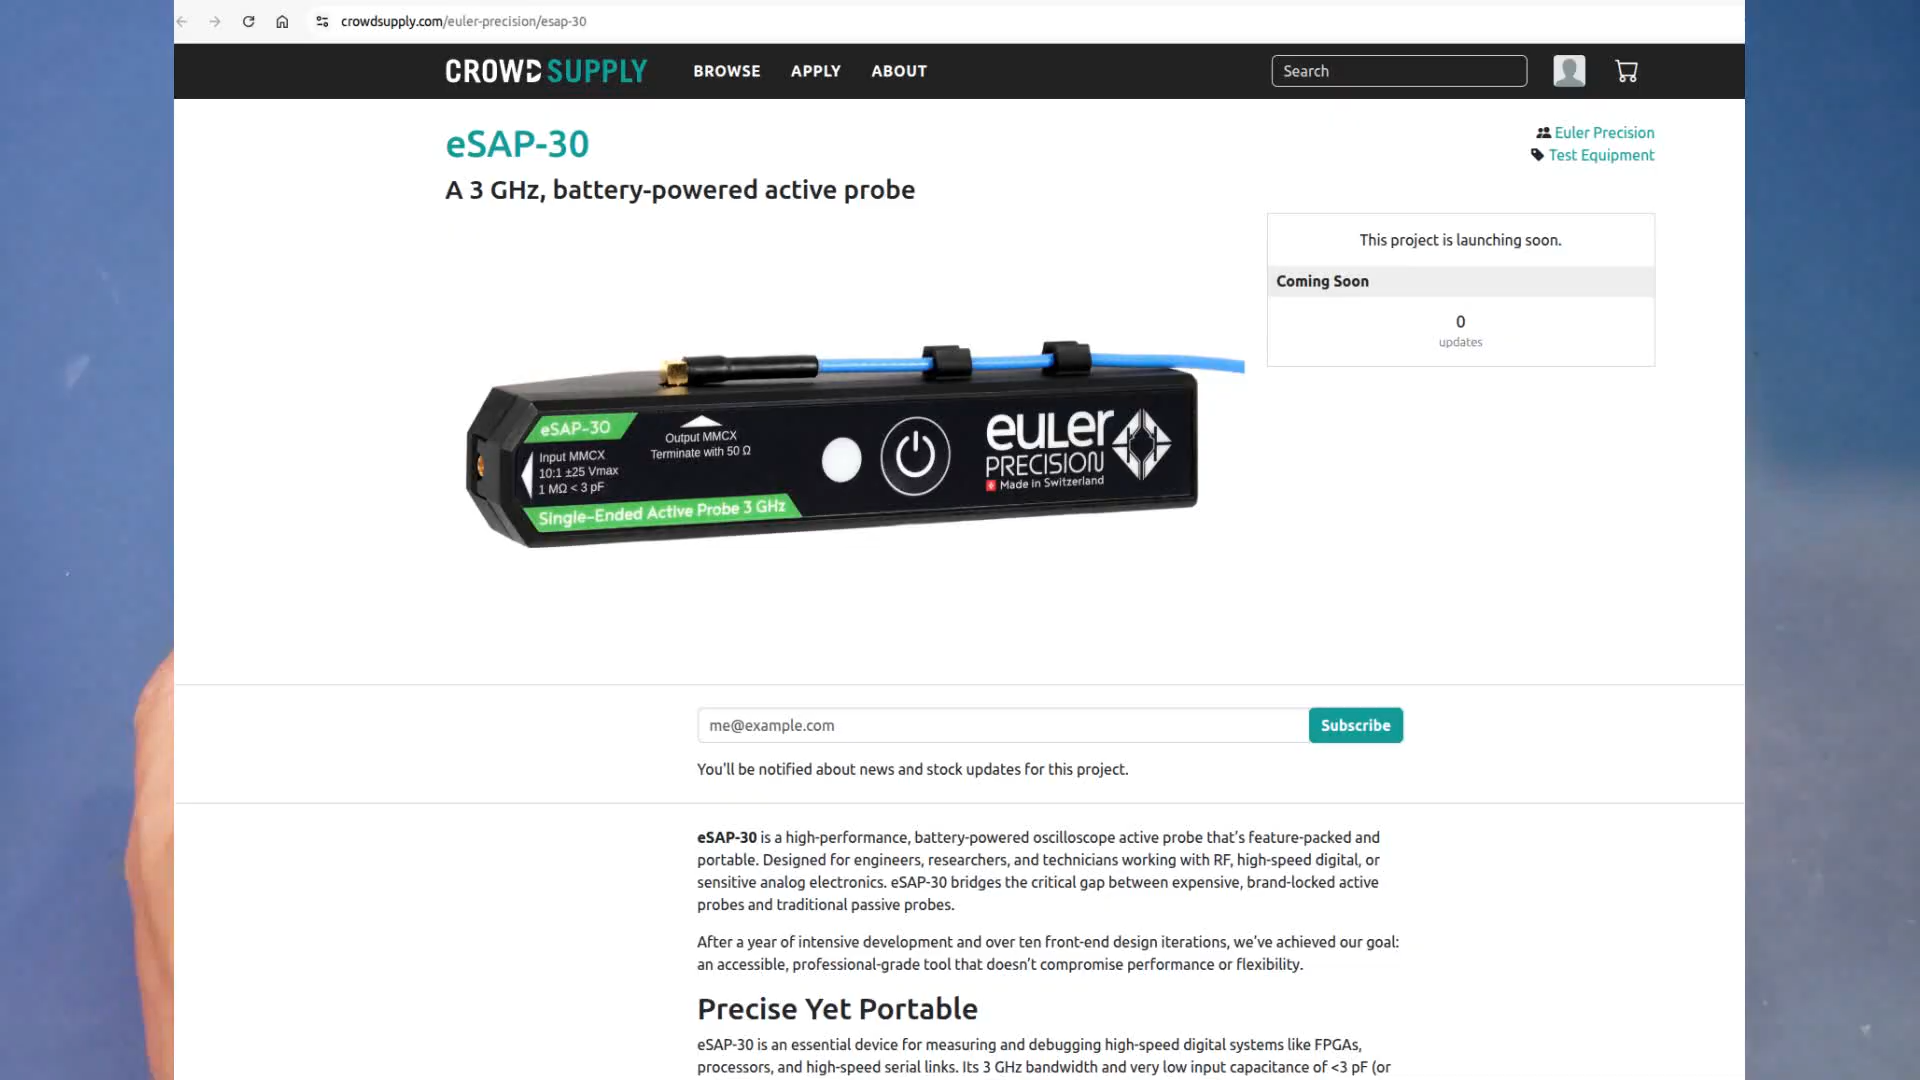 crowdsupply.com/euler-precision/esap-30
CROWD SUPPLY
BROWSE
APPLY
ABOUT
Search
eSAP-30
A 3 GHz, battery-powered active probe
Euler Precision
Test Equipment
This project is launching soon.
Coming Soon
0
updates
eSAP-30
Input MMCX
10:1 ±25 Vmax
1 MΩ < 3 pF
Output MMCX
Terminate with 50 Ω
Single-Ended Active Probe 3 GHz
euLer
PRECISION
Made in Switzerland
me@example.com
Subscribe
You'll be notified about news and stock updates for this project.
eSAP-30 is a high-performance, battery-powered oscilloscope active probe that’s feature-packed and
portable. Designed for engineers, researchers, and technicians working with RF, high-speed digital, or
sensitive analog electronics. eSAP-30 bridges the critical gap between expensive, brand-locked active
probes and traditional passive probes.
After a year of intensive development and over ten front-end design iterations, we’ve achieved our goal:
an accessible, professional-grade tool that doesn’t compromise performance or flexibility.
Precise Yet Portable
eSAP-30 is an essential device for measuring and debugging high-speed digital systems like FPGAs,
processors, and high-speed serial links. Its 3 GHz bandwidth and very low input capacitance of <3 pF (or